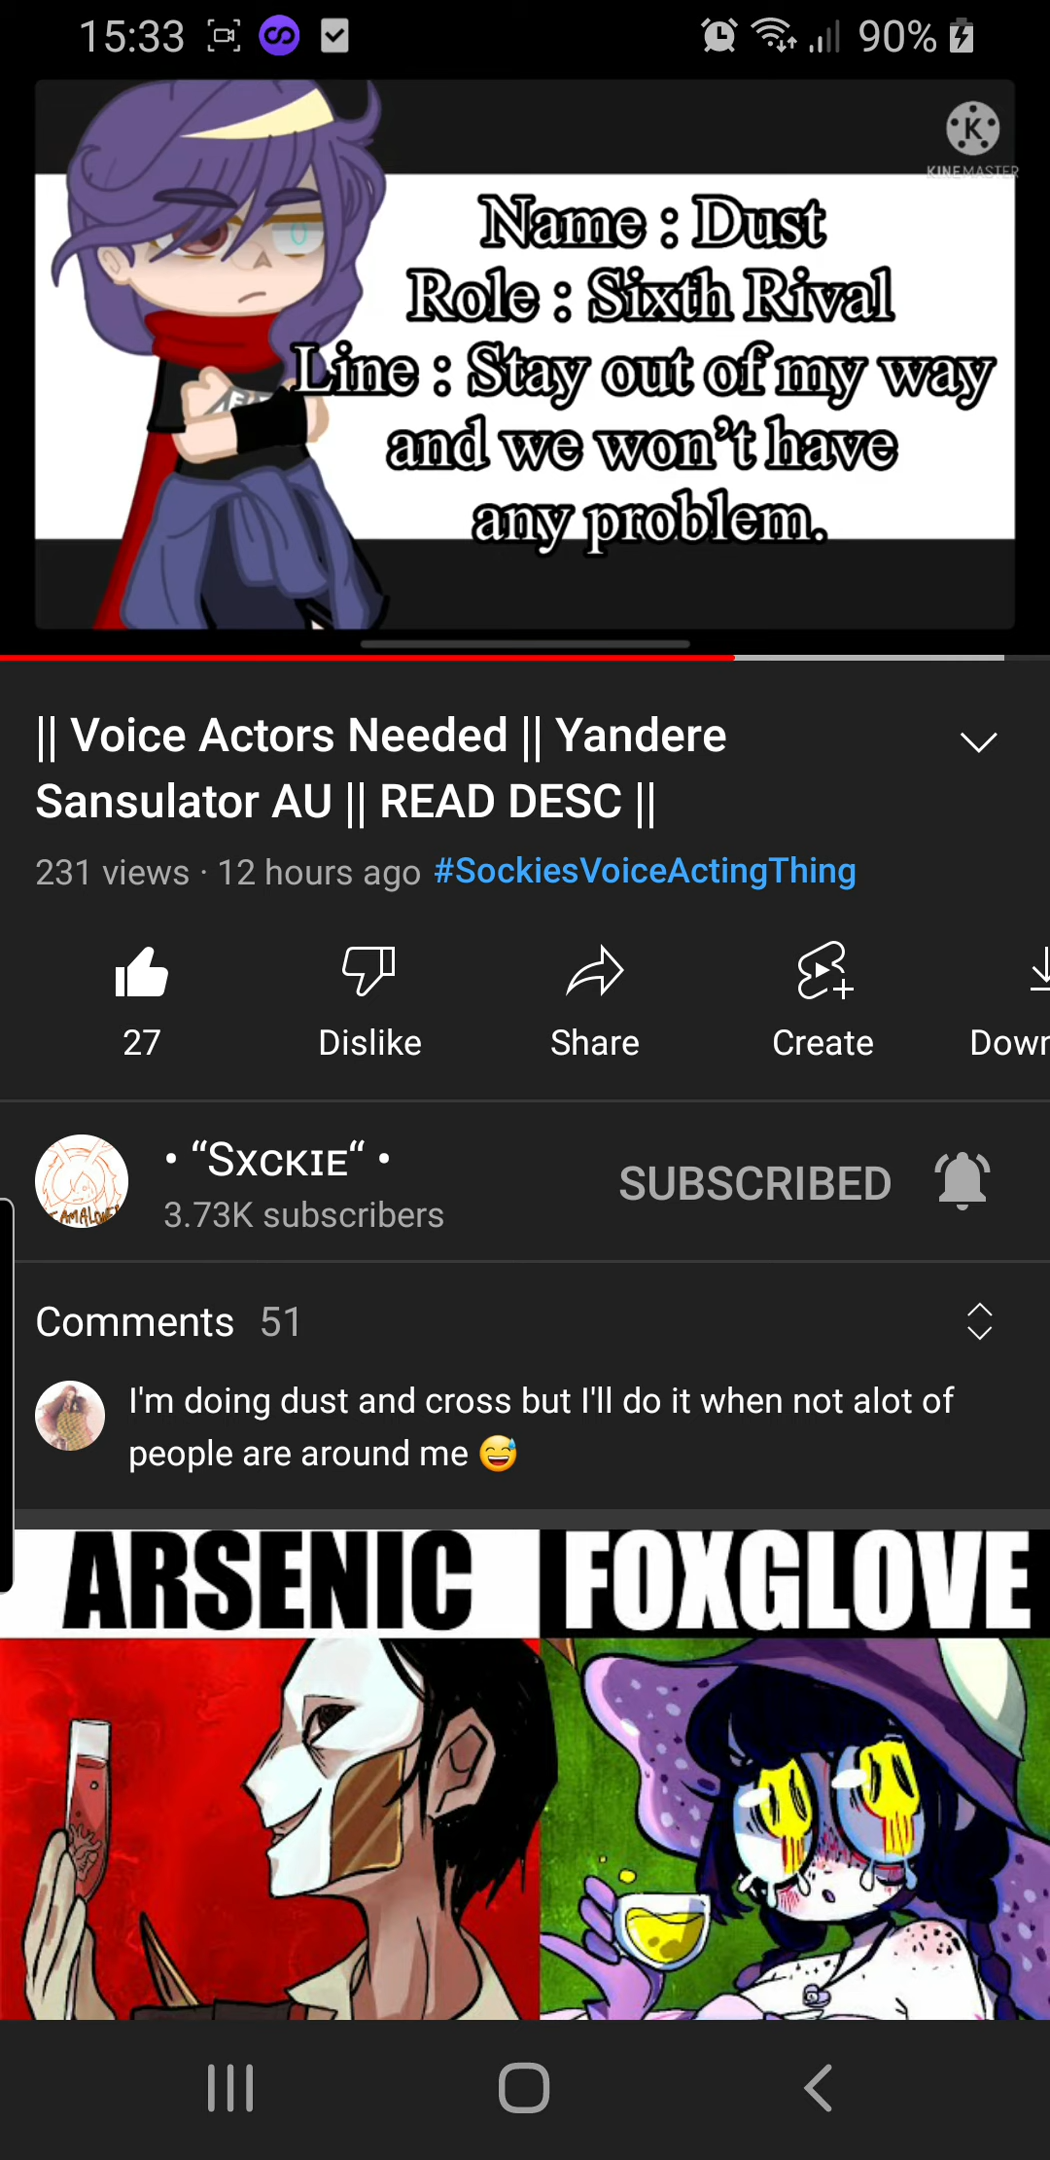 15:33
90%
K
KINEMASTER
Name : Dust
Role : Sixth Rival
Line : Stay out of my way
and we won't have
any problem.
|| Voice Actors Needed || Yandere
Sansulator AU || READ DESC ||
231 views · 12 hours ago #SockiesVoiceActingThing
27 Dislike Share Create Down
• “Sxᴄᴋɪᴇ“ •
3.73K subscribers
SUBSCRIBED
Comments 51
I'm doing dust and cross but I'll do it when not alot of
people are around me 😅
ARSENIC FOXGLOVE